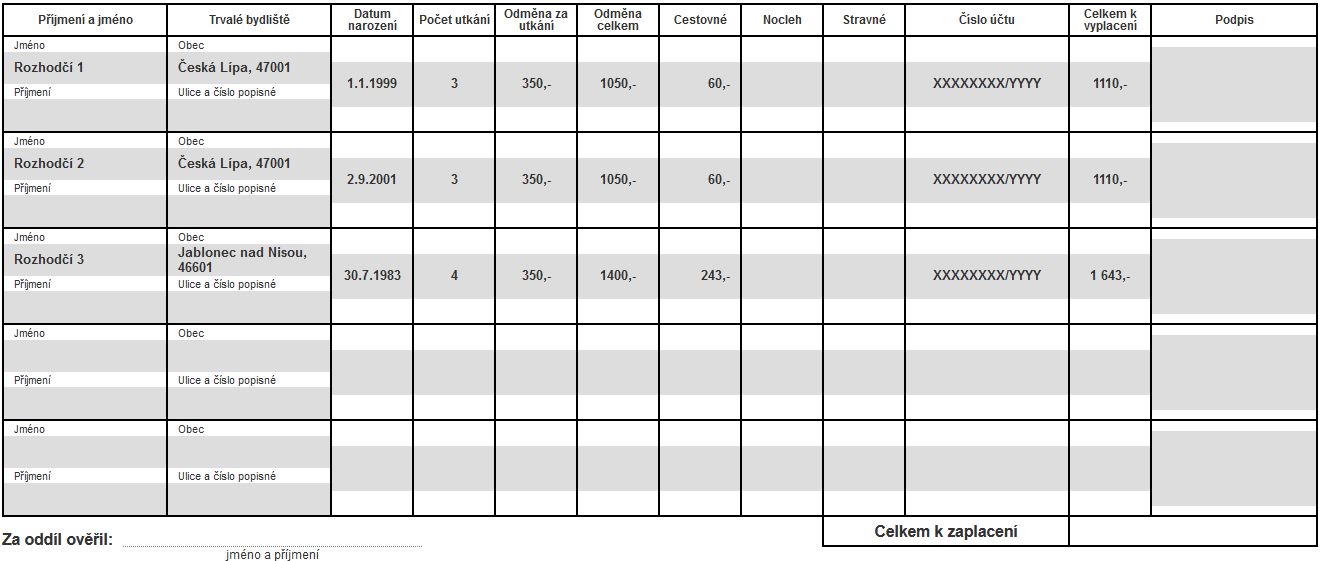 Příjmení a jméno Trvalé bydliště Datum narození Počet utkání Odměna za utkání Odměna celkem Cestovné Nocleh Stravné Číslo účtu Celkem k vyplacení Podpis
Jméno Obec
Rozhodčí 1 Česká Lípa, 47001
1.1.1999 3 350,- 1050,- 60,- XXXXXXXX/YYYY 1110,-
Příjmení Ulice a číslo popisné
Jméno Obec
Rozhodčí 2 Česká Lípa, 47001
2.9.2001 3 350,- 1050,- 60,- XXXXXXXX/YYYY 1110,-
Příjmení Ulice a číslo popisné
Jméno Obec
Rozhodčí 3 Jablonec nad Nisou, 46601
30.7.1983 4 350,- 1400,- 243,- XXXXXXXX/YYYY 1 643,-
Příjmení Ulice a číslo popisné
Jméno Obec
Příjmení Ulice a číslo popisné
Jméno Obec
Příjmení Ulice a číslo popisné
Celkem k zaplacení
Za oddíl ověřil:
jméno a příjmení